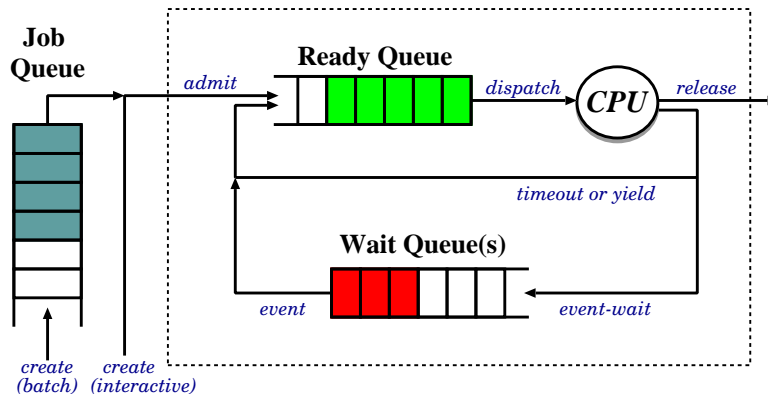 Job
Queue
Ready Queue
admit
dispatch
CPU
release
timeout or yield
Wait Queue(s)
event
event-wait
create
(batch)
create
(interactive)